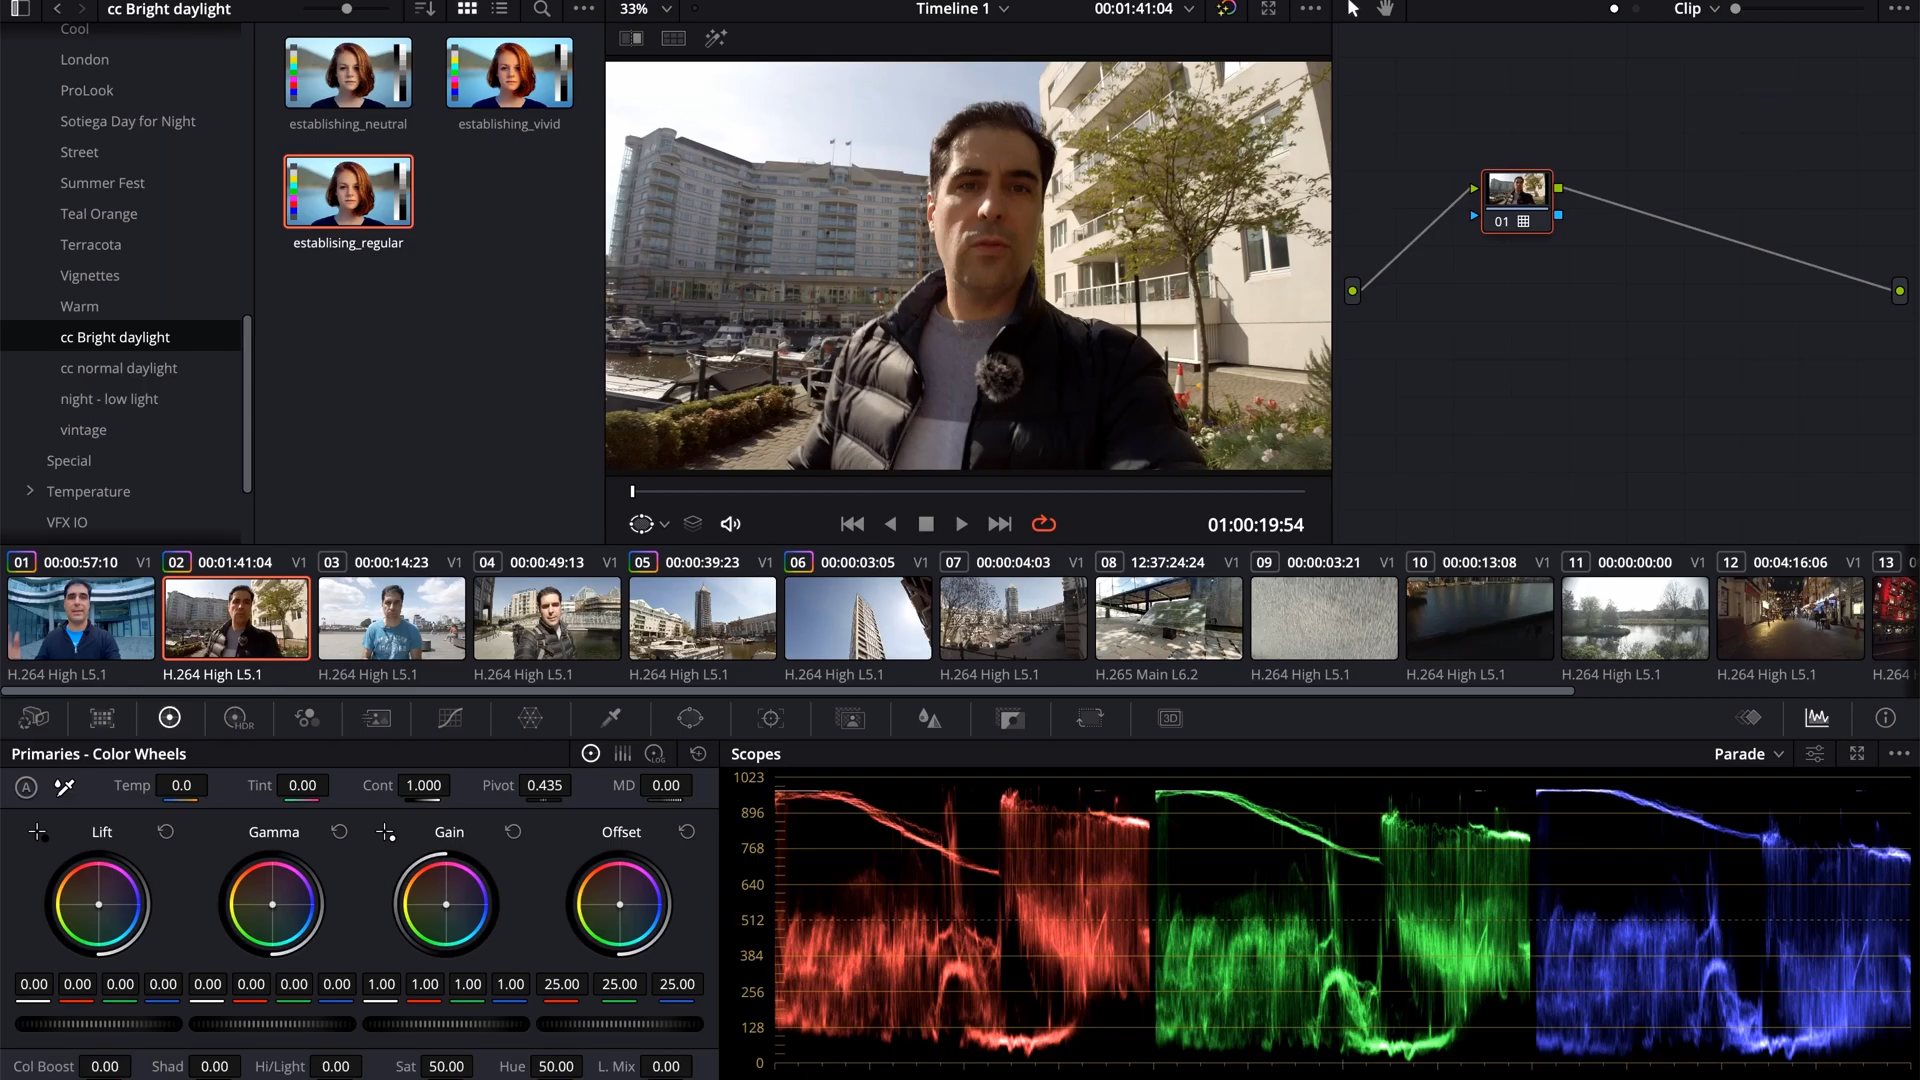 cc Bright daylight
33%
Timeline 1
00:01:41:04
Clip
Cool
London
ProLook
Sotiega Day for Night
Street
Summer Fest
Teal Orange
Terracota
Vignettes
Warm
cc Bright daylight
cc normal daylight
night - low light
vintage
Special
Temperature
VFX IO
establishing_neutral
establishing_vivid
establising_regular
01
01:00:19:54
01 00:00:57:10 V1
02 00:01:41:04 V1
03 00:00:14:23 V1
04 00:00:49:13 V1
05 00:00:39:23 V1
06 00:00:03:05 V1
07 00:00:04:03 V1
08 12:37:24:24 V1
09 00:00:03:21 V1
10 00:00:13:08 V1
11 00:00:00:00 V1
12 00:04:16:06 V1
13 0
H.264 High L5.1
H.264 High L5.1
H.264 High L5.1
H.264 High L5.1
H.264 High L5.1
H.264 High L5.1
H.264 High L5.1
H.265 Main L6.2
H.264 High L5.1
H.264 High L5.1
H.264 High L5.1
H.264 High L5.1
H.264
HDR
3D
Primaries - Color Wheels
LOG
Scopes
Parade
A
Temp 0.0
Tint 0.00
Cont 1.000
Pivot 0.435
MD 0.00
Lift
Gamma
Gain
Offset
0.00 0.00 0.00 0.00
0.00 0.00 0.00 0.00
1.00 1.00 1.00 1.00
25.00 25.00 25.00
Col Boost 0.00
Shad 0.00
Hi/Light 0.00
Sat 50.00
Hue 50.00
L. Mix 0.00
1023
896
768
640
512
384
256
128
0